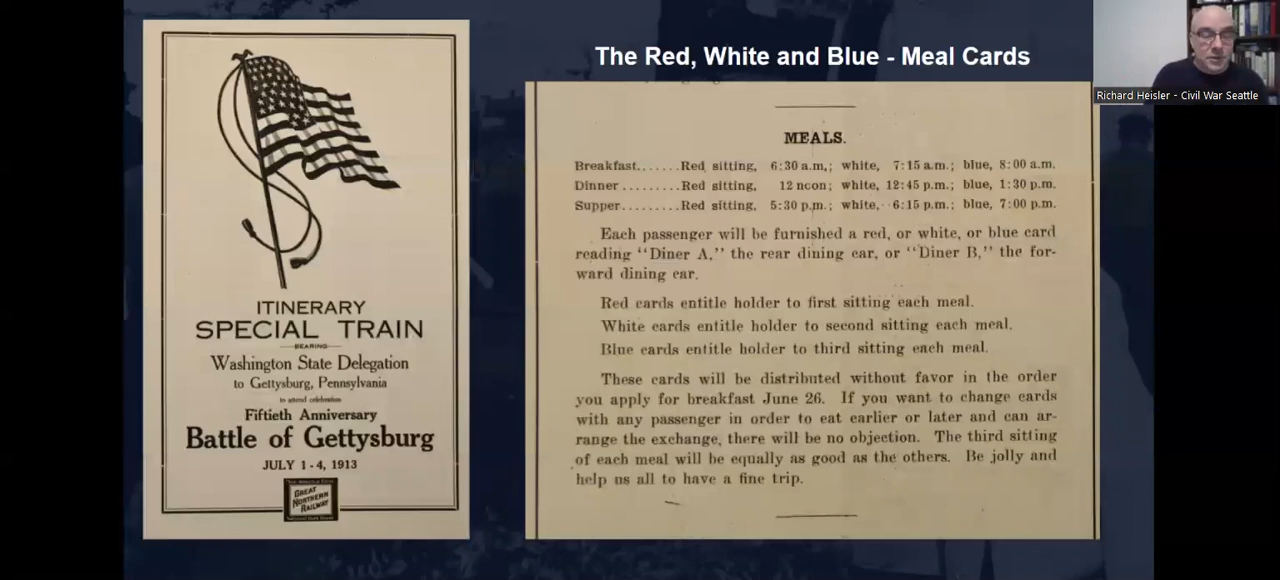 The Red, White and Blue - Meal Cards
Richard Heisler - Civil War Seattle
ITINERARY
SPECIAL TRAIN
BEARING
Washington State Delegation
to Gettysburg, Pennsylvania
to attend celebration
Fiftieth Anniversary
Battle of Gettysburg
JULY 1 - 4, 1913
GREAT
NORTHERN
RAILWAY
MEALS.
Breakfast.......Red sitting, 6:30 a.m.; white, 7:15 a.m.; blue, 8:00 a.m.
Dinner .........Red sitting, 12 noon; white, 12:45 p.m.; blue, 1:30 p.m.
Supper.........Red sitting, 5:30 p.m.; white, 6:15 p.m.; blue, 7:00 p.m.
Each passenger will be furnished a red, or white, or blue card
reading "Diner A," the rear dining car, or "Diner B," the for-
ward dining car.
Red cards entitle holder to first sitting each meal.
White cards entitle holder to second sitting each meal.
Blue cards entitle holder to third sitting each meal.
These cards will be distributed without favor in the order
you apply for breakfast June 26. If you want to change cards
with any passenger in order to eat earlier or later and can ar-
range the exchange, there will be no objection. The third sitting
of each meal will be equally as good as the others. Be jolly and
help us all to have a fine trip.